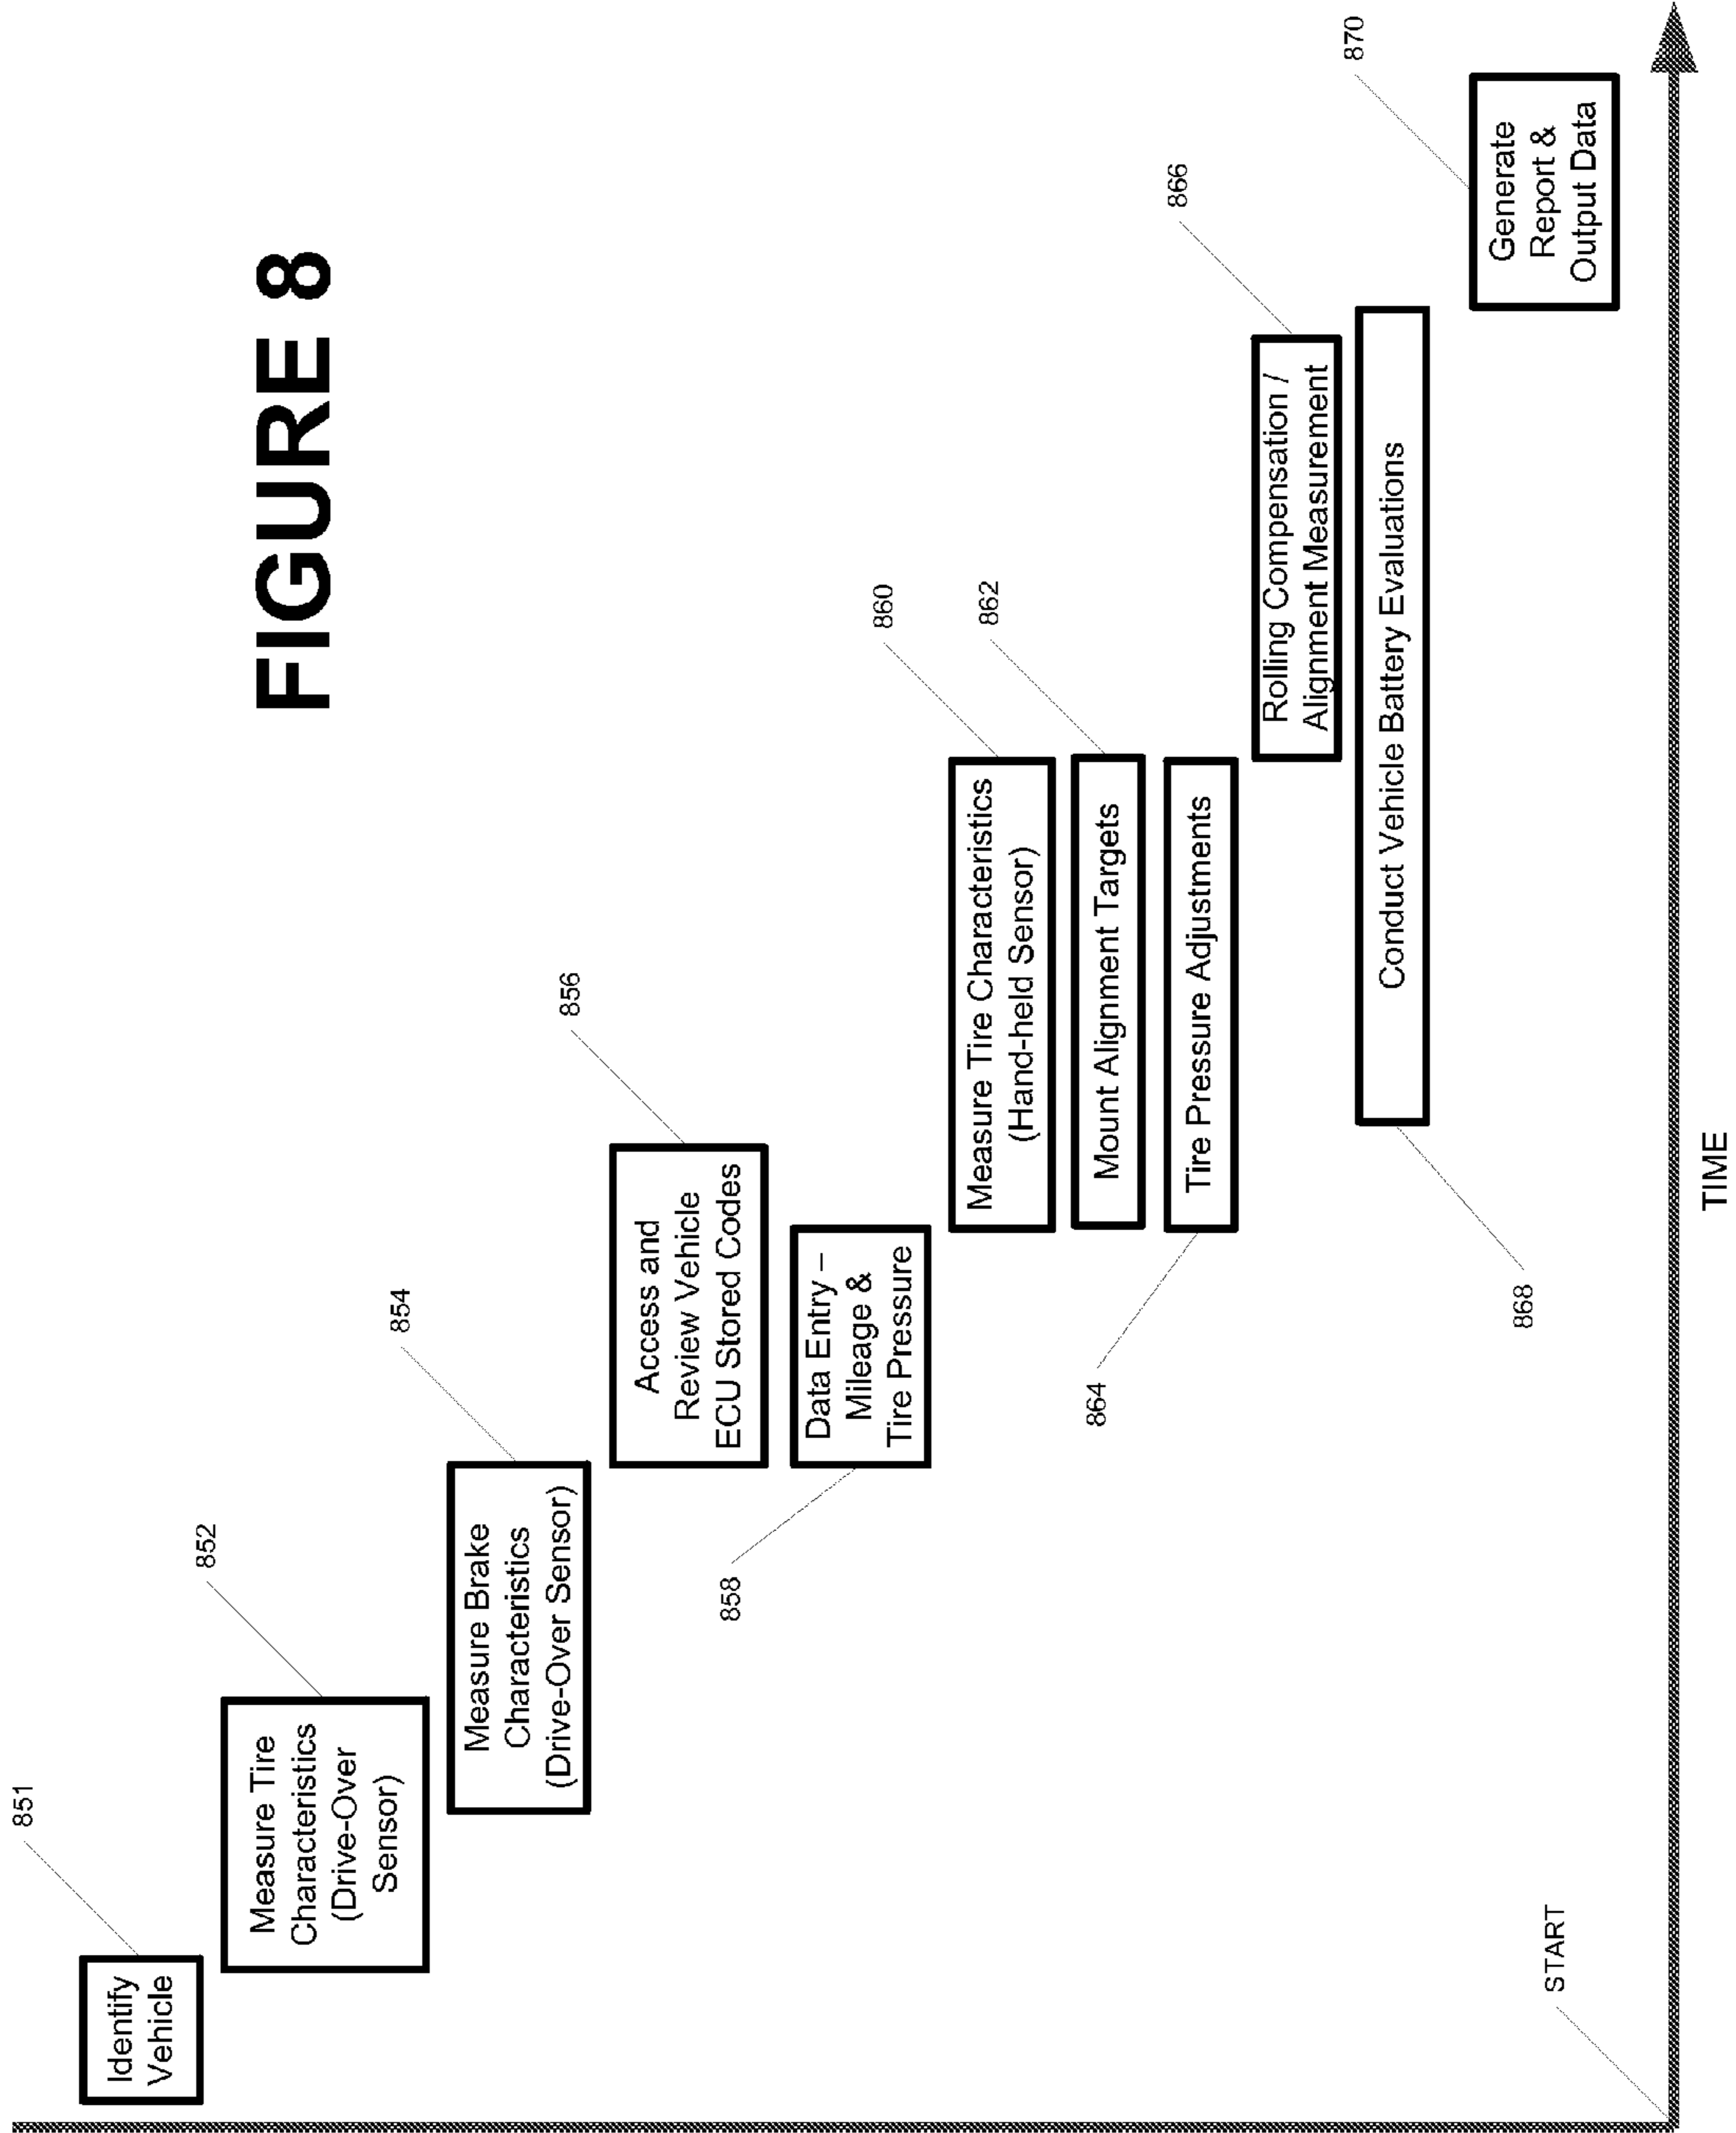 FIGURE 8
851
Identify
Vehicle
852
Measure Tire
Characteristics
(Drive-Over
Sensor)
854
Measure Brake
Characteristics
(Drive-Over Sensor)
856
Access and
Review Vehicle
ECU Stored Codes
858
Data Entry –
Mileage &
Tire Pressure
860
Measure Tire Characteristics
(Hand-held Sensor)
862
Mount Alignment Targets
864
Tire Pressure Adjustments
866
Rolling Compensation /
Alignment Measurement
868
Conduct Vehicle Battery Evaluations
870
Generate
Report &
Output Data
START
TIME